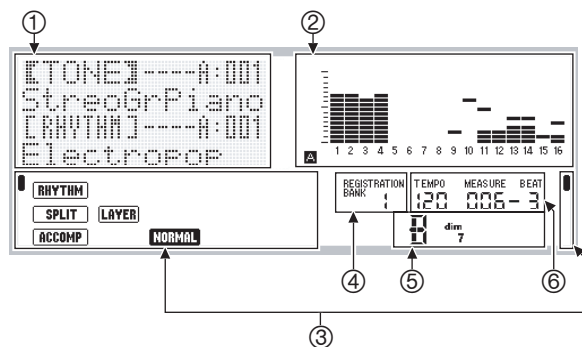 ① ②
【TONE】----A:001
StreoGrPiano
[RHYTHM]----A:001
Electropop
A
1 2 3 4 5 6 7 8 9 10 11 12 13 14 15 16
RHYTHM
SPLIT LAYER
ACCOMP NORMAL
REGISTRATION BANK 1
TEMPO MEASURE BEAT
120 006-3
dim
7
④ ⑤ ⑥
③